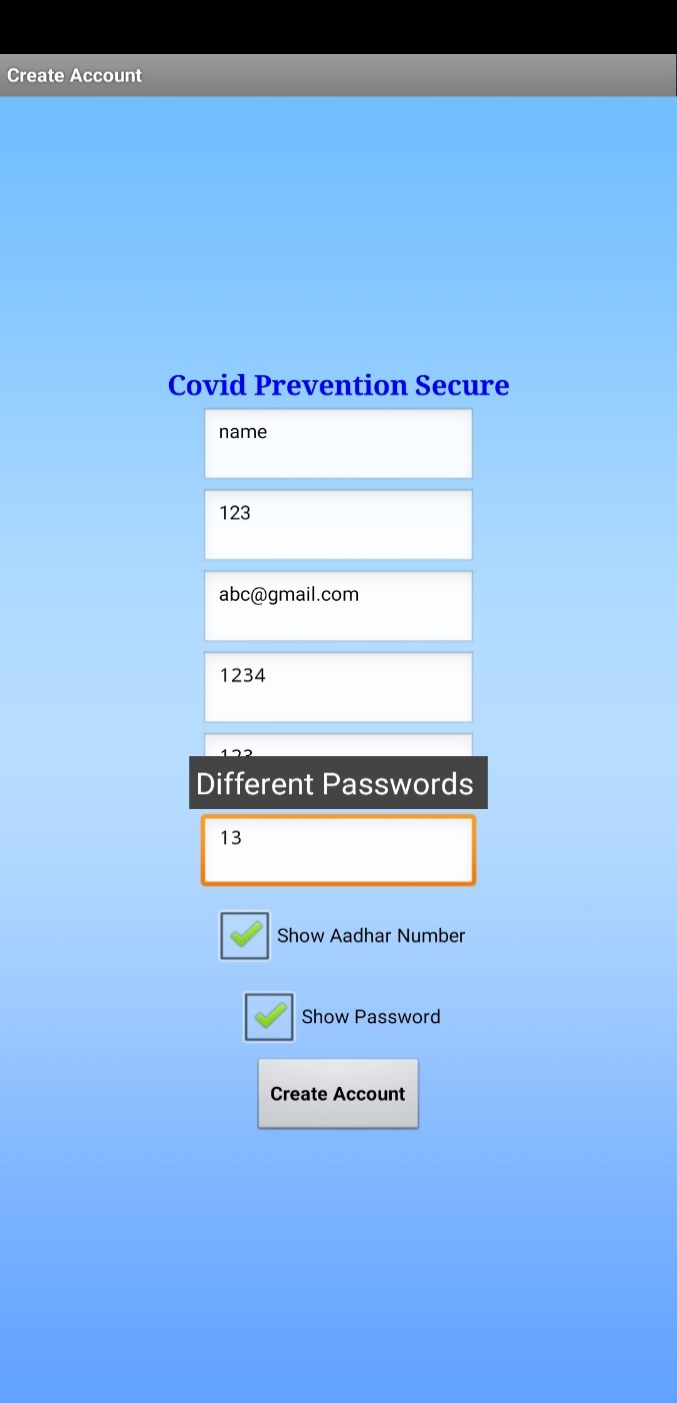 Create Account
Covid Prevention Secure
name
123
abc@gmail.com
1234
123
Different Passwords
13
Show Aadhar Number
Show Password
Create Account